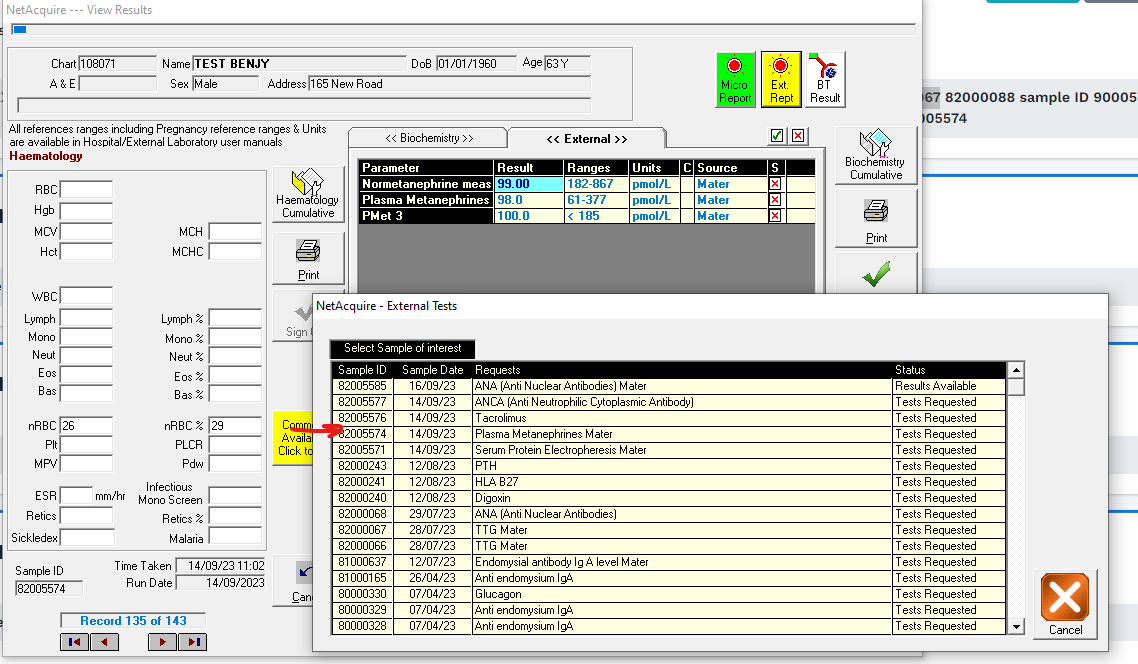 NetAcquire --- View Results
Chart 108071 Name TEST BENJY DoB 01/01/1960 Age 63 Y
A & E Sex Male Address 165 New Road
Micro Report
Ext. Rept
BT Result
67 82000088 sample ID 90005
005574
All references ranges including Pregnancy reference ranges & Units
are available in Hospital/External Laboratory user manuals
Haematology
<< Biochemistry >>
<< External >>
Parameter Result Ranges Units C Source S
Normetanephrine meas 99.00 182-867 pmol/L Mater
Plasma Metanephrines 98.0 61-377 pmol/L Mater
PMet 3 100.0 < 185 pmol/L Mater
Biochemistry
Cumulative
Print
Haematology
Cumulative
Print
Sign
RBC
Hgb
MCV MCH
Hct MCHC
WBC
Lymph Lymph %
Mono Mono %
Neut Neut %
Eos Eos %
Bas Bas %
nRBC 26 nRBC % 29
Plt PLCR
MPV Pdw
ESR mm/hr Infectious Mono Screen
Retics Retics %
Sickledex Malaria
Click to
Sample ID
82005574
Time Taken 14/09/23 11:02
Run Date 14/09/2023
Record 135 of 143
NetAcquire - External Tests
Select Sample of interest
Sample ID Sample Date Requests Status
82005585 16/09/23 ANA (Anti Nuclear Antibodies) Mater Results Available
82005577 14/09/23 ANCA (Anti Neutrophilic Cytoplasmic Antibody) Tests Requested
82005576 14/09/23 Tacrolimus Tests Requested
82005574 14/09/23 Plasma Metanephrines Mater Tests Requested
82005571 14/09/23 Serum Protein Electropheresis Mater Tests Requested
82000243 12/08/23 PTH Tests Requested
82000241 12/08/23 HLA B27 Tests Requested
82000240 12/08/23 Digoxin Tests Requested
82000068 29/07/23 ANA (Anti Nuclear Antibodies) Tests Requested
82000067 28/07/23 TTG Mater Tests Requested
82000066 28/07/23 TTG Mater Tests Requested
81000637 12/07/23 Endomysial antibody Ig A level Mater Tests Requested
81000165 26/04/23 Anti endomysium IgA Tests Requested
80000330 07/04/23 Glucagon Tests Requested
80000329 07/04/23 Anti endomysium IgA Tests Requested
80000328 07/04/23 Anti endomysium IgA Tests Requested
Cancel